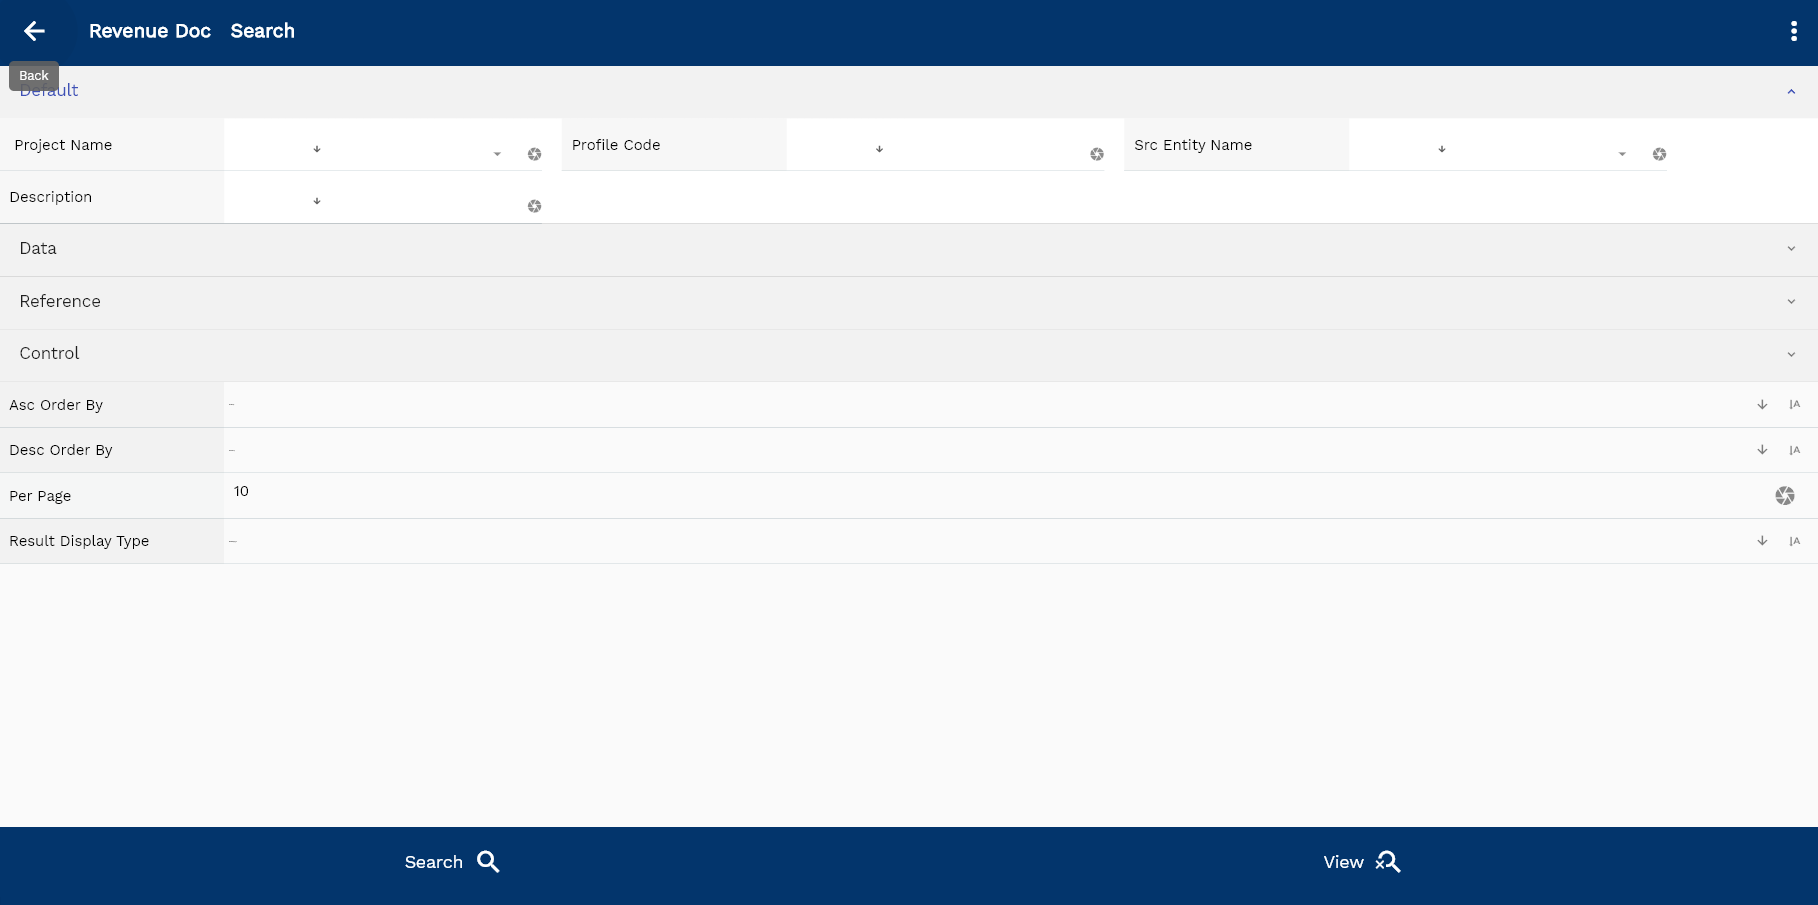 Revenue Doc Search
Back
Default
Project Name
Profile Code
Src Entity Name
Description
Data
Reference
Control
Asc Order By
Desc Order By
Per Page 10
Result Display Type
Search
View